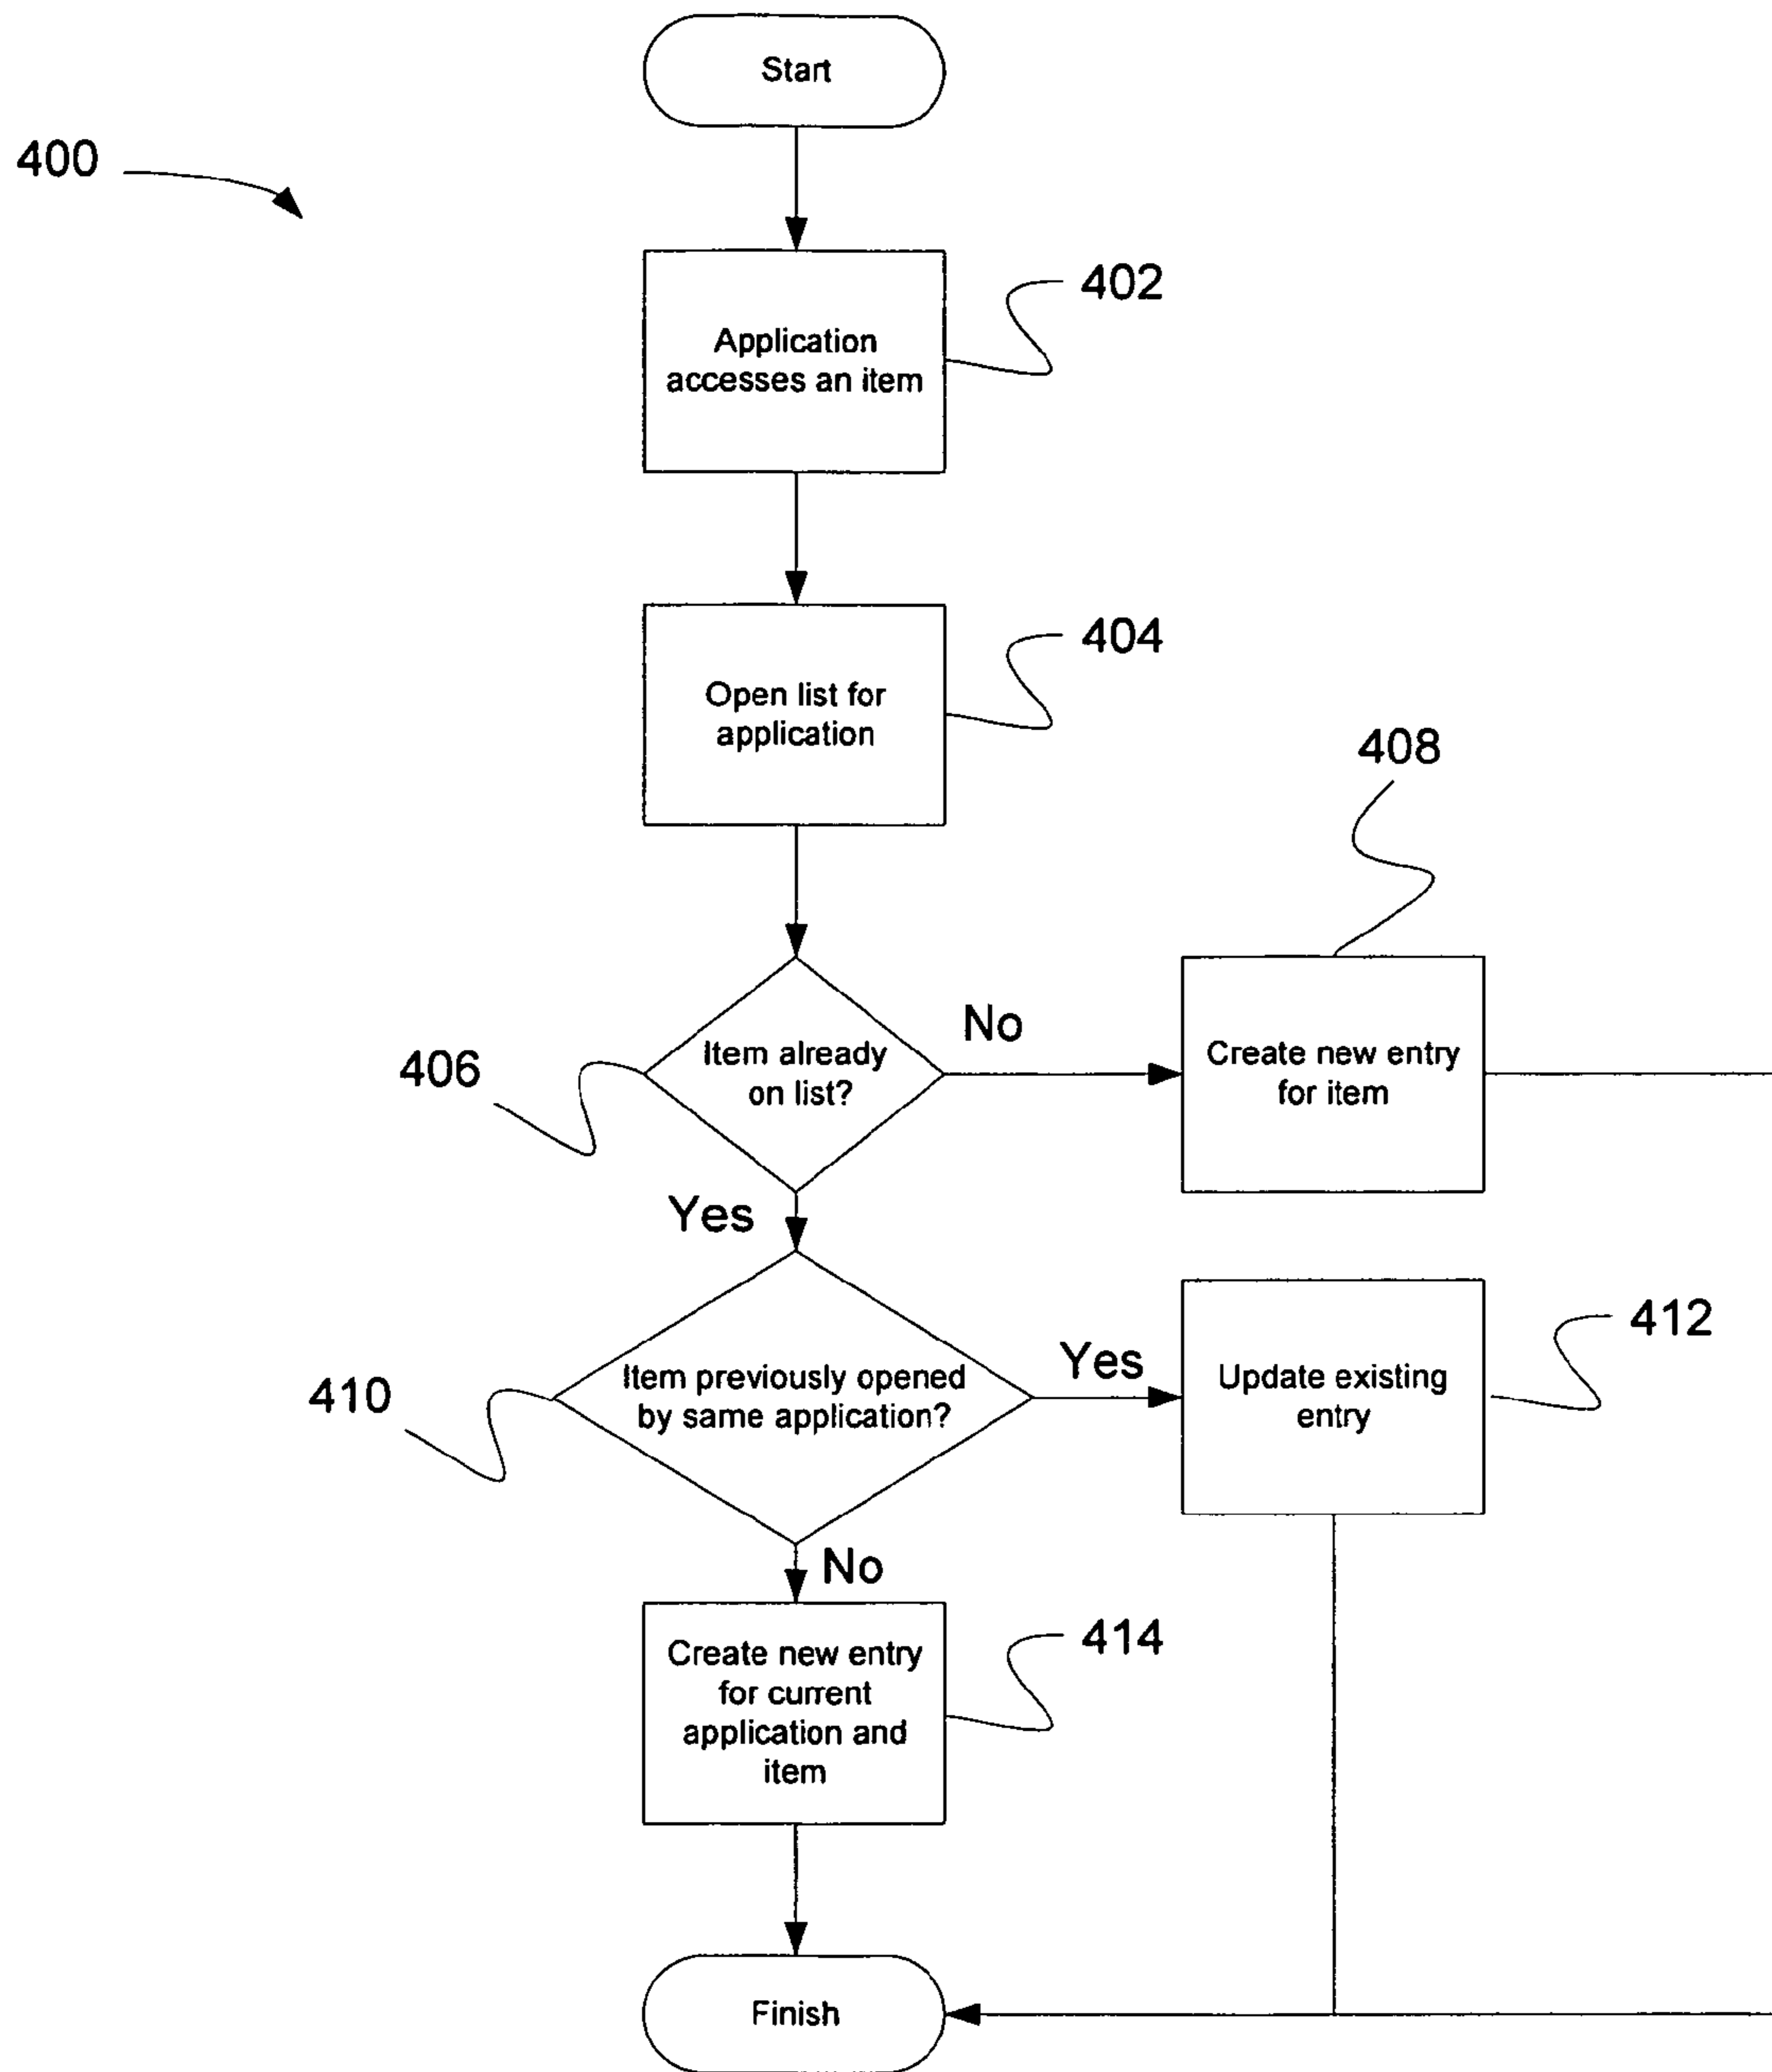 Start
400
402
Application
accesses an item
404
Open list for
application
408
No
406
Item already
on list?
Create new entry
for item
Yes
412
410
Item previously opened
by same application?
Yes
Update existing
entry
No
414
Create new entry
for current
application and
item
Finish